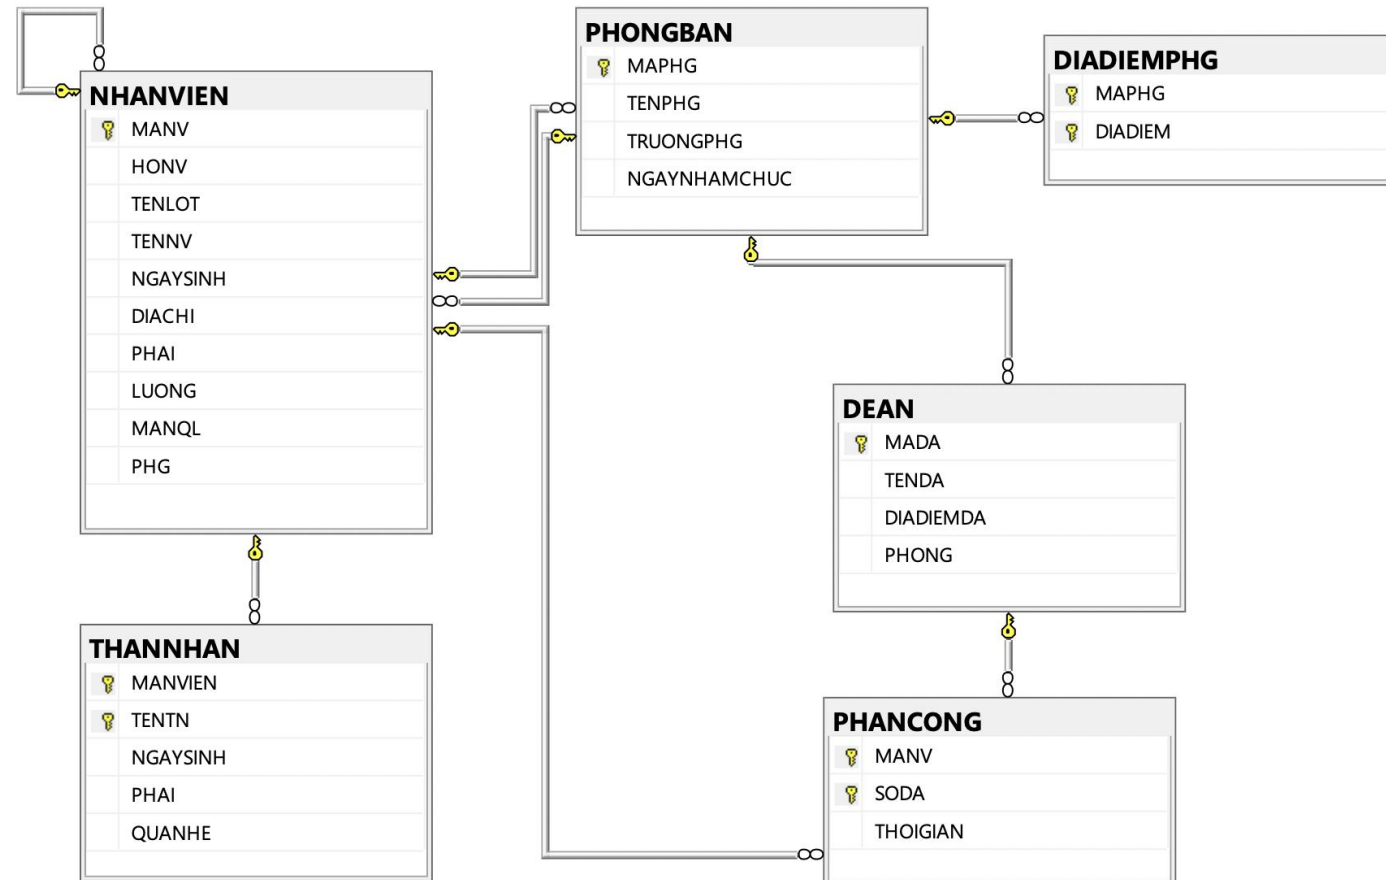 NHANVIEN
MANV
HONV
TENLOT
TENNV
NGAYSINH
DIACHI
PHAI
LUONG
MANQL
PHG
PHONGBAN
MAPHG
TENPHG
TRUONGPHG
NGAYNHAMCHUC
DIADIEMPHG
MAPHG
DIADIEM
DEAN
MADA
TENDA
DIADIEMDA
PHONG
THANNHAN
MANVIEN
TENTN
NGAYSINH
PHAI
QUANHE
PHANCONG
MANV
SODA
THOIGIAN